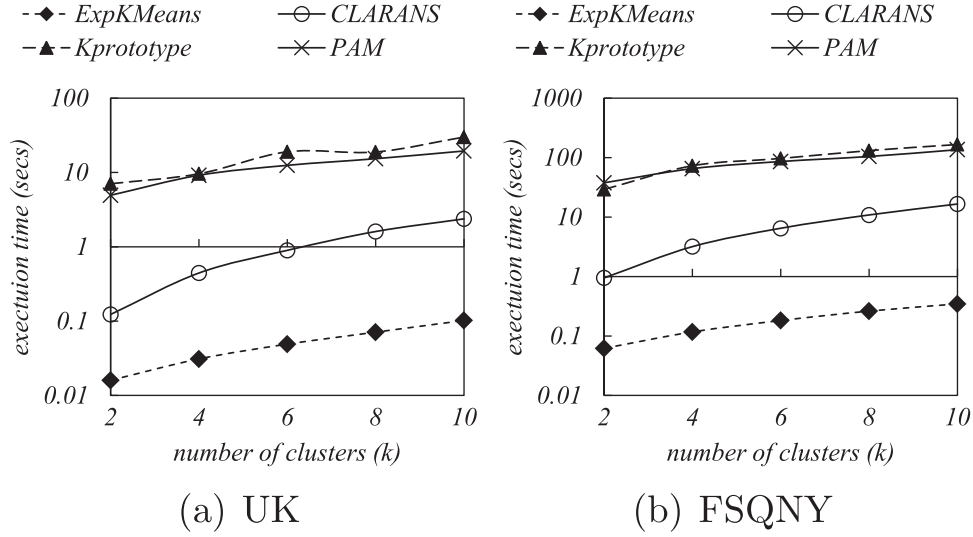 ExpKMeans CLARANS
Kprototype PAM
100
10
1
0.1
0.01
exectuion time (secs)
2 4 6 8 10
number of clusters (k)
(a) UK
ExpKMeans CLARANS
Kprototype PAM
1000
100
10
1
0.1
0.01
exectuion time (secs)
2 4 6 8 10
number of clusters (k)
(b) FSQNY